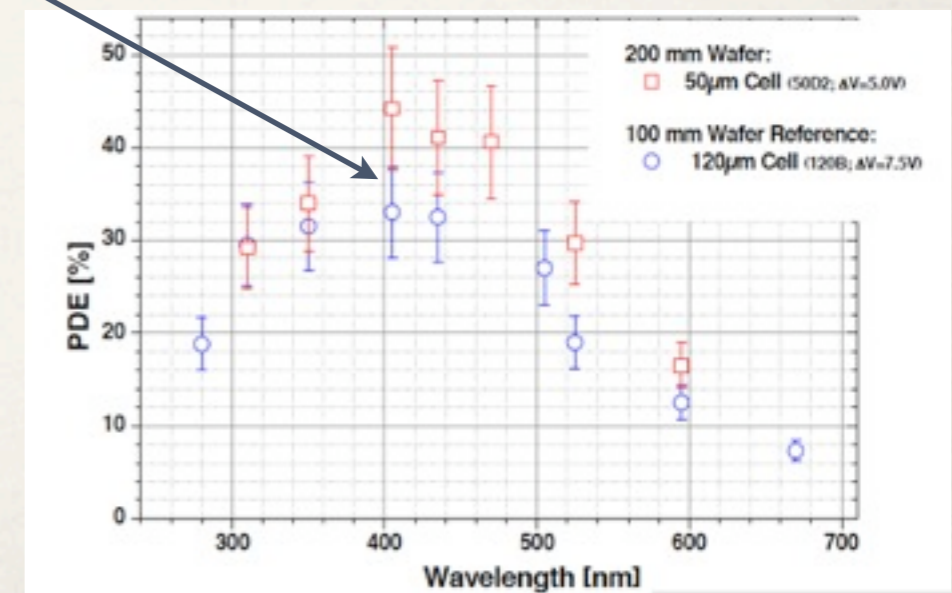 200 mm Wafer:
50µm Cell (50D2; ΔV=5.0V)
100 mm Wafer Reference:
120µm Cell (120B; ΔV=7.5V)
PDE [%]
50
40
30
20
10
0
300 400 500 600 700
Wavelength [nm]